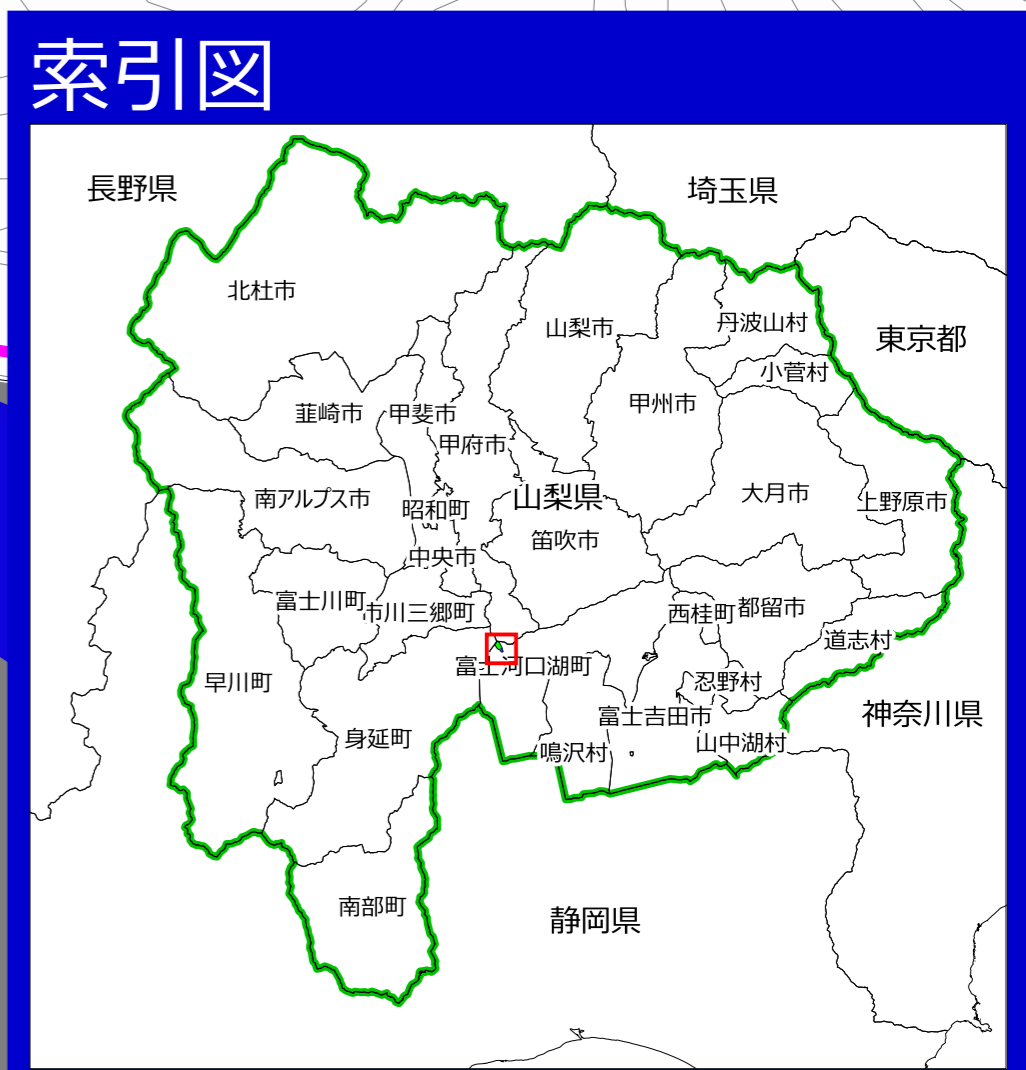 索引図
長野県
埼玉県
北杜市
山梨市
丹波山村
東京都
小菅村
韮崎市
甲斐市
甲州市
甲府市
南アルプス市
昭和町
山梨県
大月市
上野原市
笛吹市
中央市
富士川町
市川三郷町
西桂町
都留市
道志村
富士河口湖町
早川町
忍野村
富士吉田市
神奈川県
身延町
鳴沢村
山中湖村
南部町
静岡県